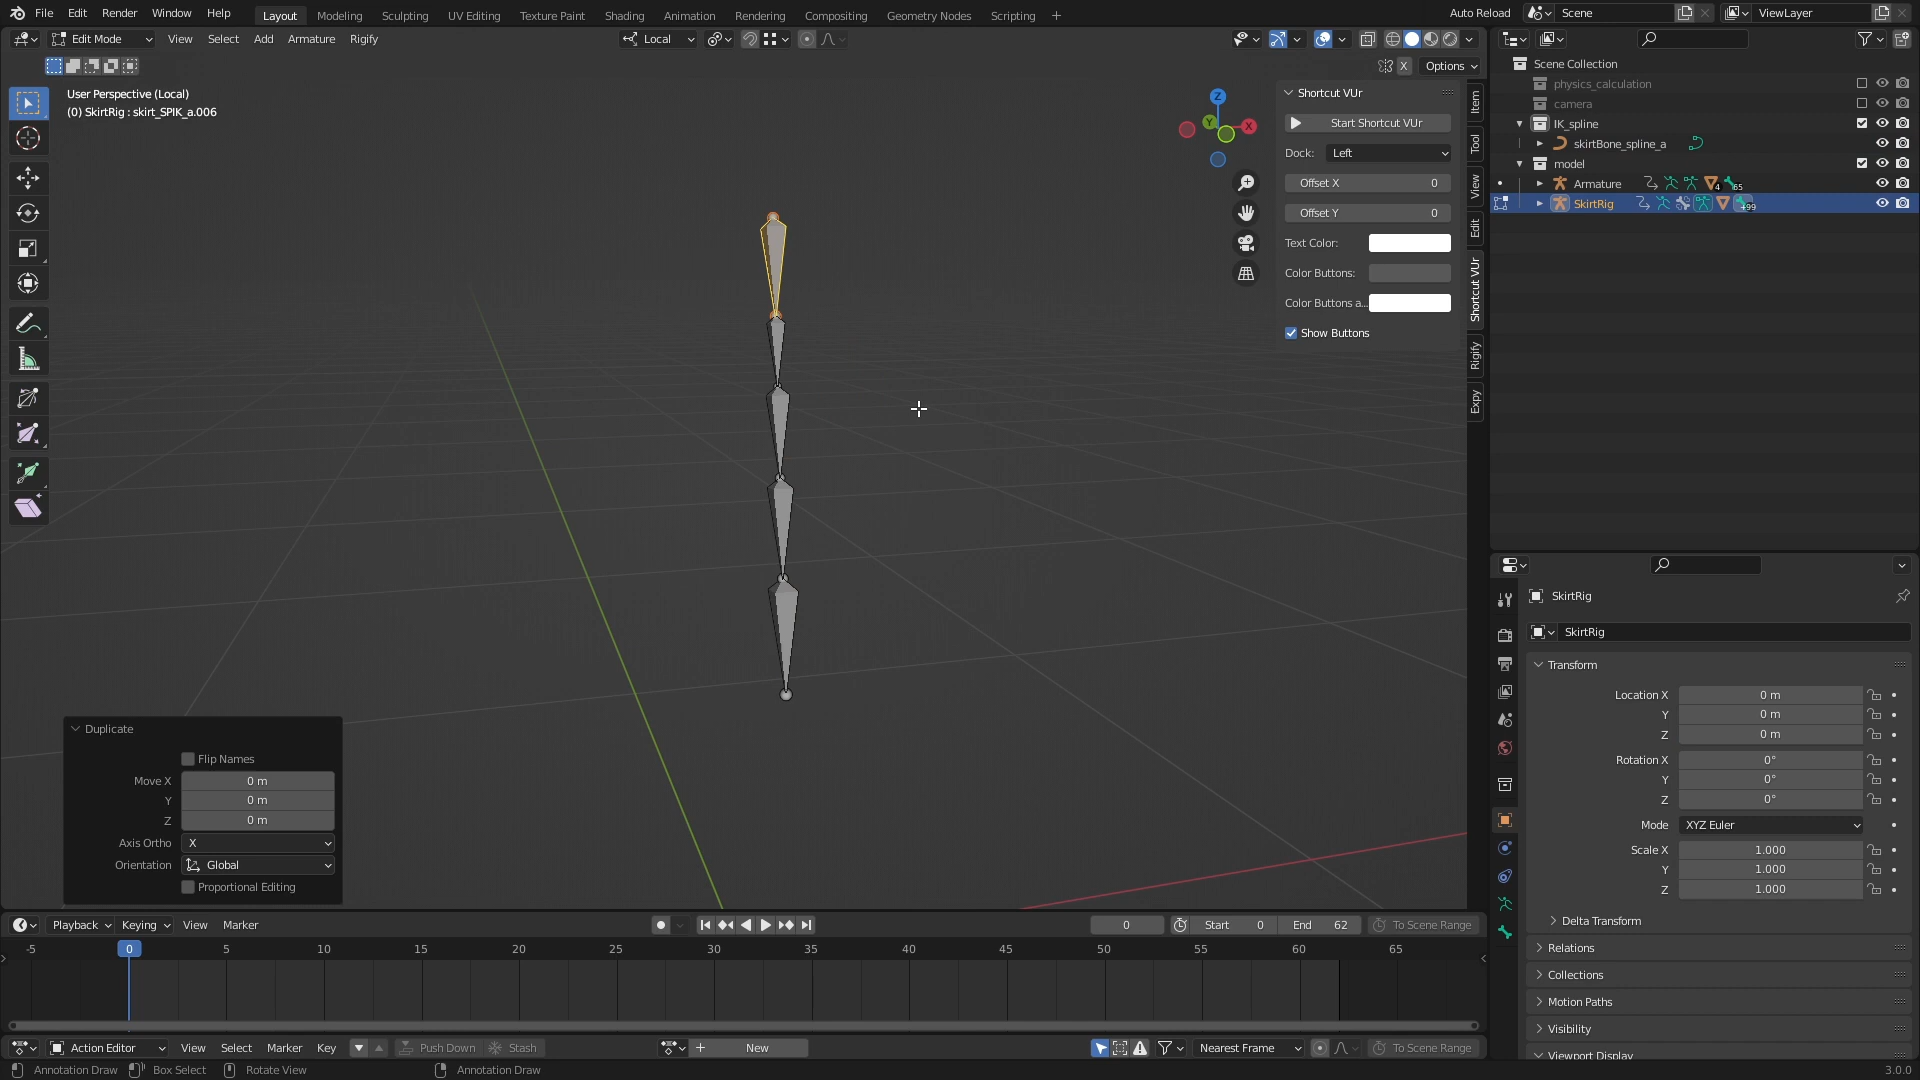 File Edit Render Window Help
Layout Modeling Sculpting UV Editing Texture Paint Shading Animation Rendering Compositing Geometry Nodes Scripting +
Auto Reload Scene ViewLayer
Edit Mode View Select Add Armature Rigify
Local
X Options
User Perspective (Local)
(0) SkirtRig : skirt_SPIK_a.006
Z
Y
X
Shortcut VUr
Start Shortcut VUr
Dock: Left
Offset X 0
Offset Y 0
Text Color:
Color Buttons:
Color Buttons a...
Show Buttons
Item
Tool
View
Edit
Shortcut VUr
Rigify
Expy
Scene Collection
physics_calculation
camera
IK_spline
skirtBone_spline_a
model
Armature 4 65
SkirtRig +99
SkirtRig
SkirtRig
Transform
Location X 0 m
Y 0 m
Z 0 m
Rotation X 0°
Y 0°
Z 0°
Mode XYZ Euler
Scale X 1.000
Y 1.000
Z 1.000
Delta Transform
Relations
Collections
Motion Paths
Visibility
Viewport Display
Duplicate
Flip Names
Move X 0 m
Y 0 m
Z 0 m
Axis Ortho X
Orientation Global
Proportional Editing
Playback Keying View Marker
0 Start 0 End 62 To Scene Range
-5 0 5 10 15 20 25 30 35 40 45 50 55 60 65
Action Editor View Select Marker Key Push Down Stash
+ New
Nearest Frame To Scene Range
Annotation Draw Box Select Rotate View Annotation Draw
3.0.0